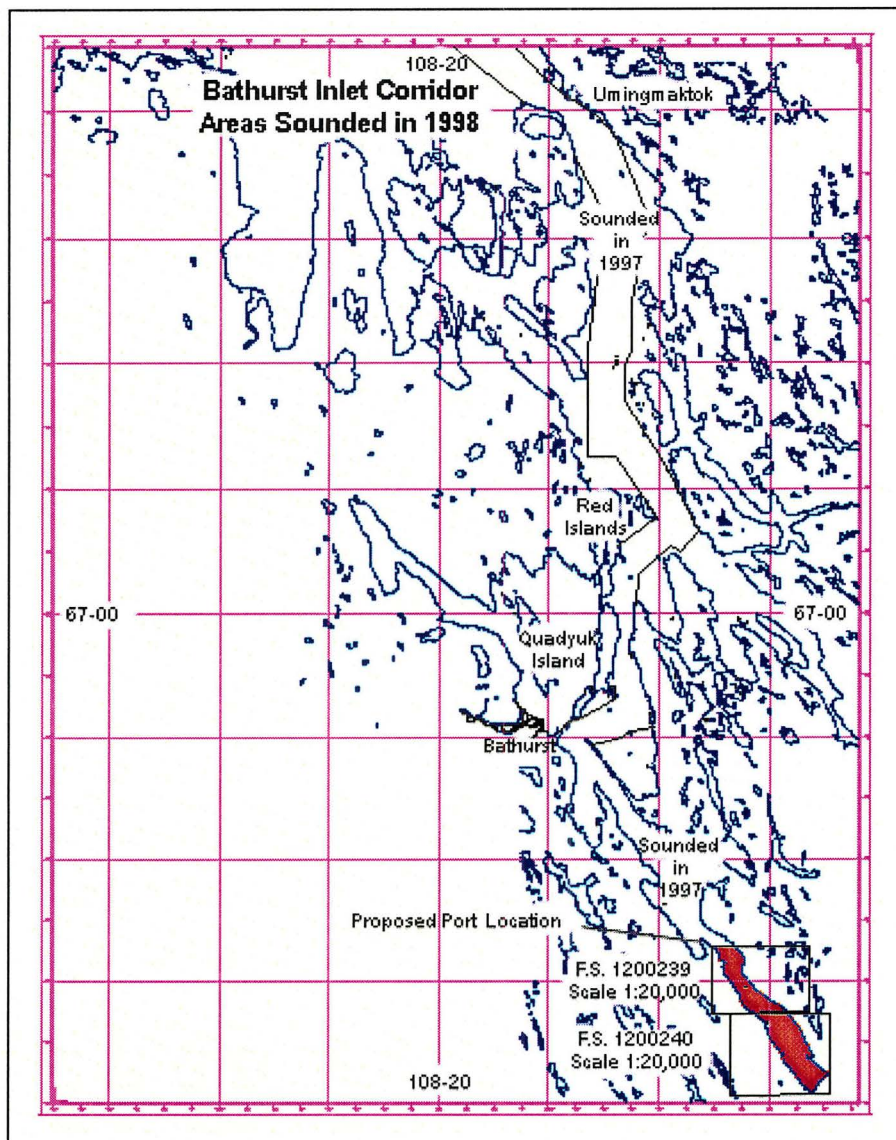 108-20
Bathurst Inlet Corridor
Areas Sounded in 1998
Umingmaktok
Sounded
in
1997
Red
Islands
67-00
67-00
Quadyuk
Island
Bathurst
Sounded
in
1997
Proposed Port Location
F.S. 1200239
Scale 1:20,000
F.S. 1200240
Scale 1:20,000
108-20